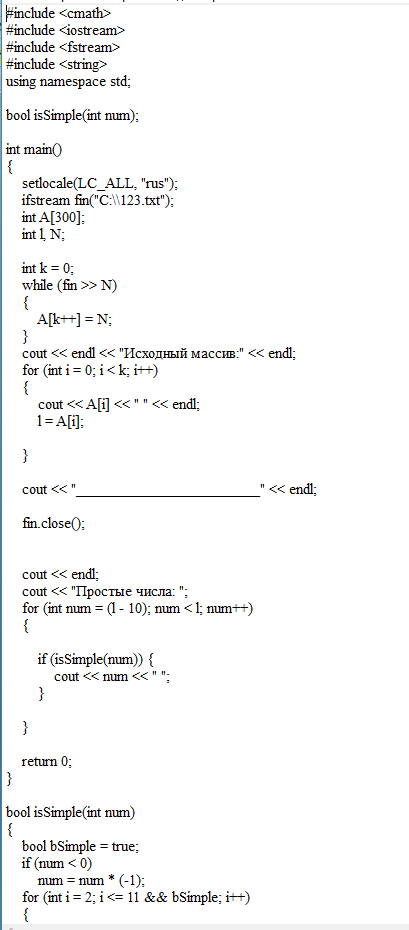 #include <cmath>
#include <iostream>
#include <fstream>
#include <string>
using namespace std;
bool isSimple(int num);
int main()
{
setlocale(LC_ALL, "rus");
ifstream fin("C:\\123.txt");
int A[300];
int l, N;
int k = 0;
while (fin >> N)
{
A[k++] = N;
}
cout << endl << "Исходный массив:" << endl;
for (int i = 0; i < k; i++)
{
cout << A[i] << " " << endl;
l = A[i];
}
cout << "__________________________" << endl;
fin.close();
cout << endl;
cout << "Простые числа: ";
for (int num = (l - 10); num < l; num++)
{
if (isSimple(num)) {
cout << num << " ";
}
}
return 0;
}
bool isSimple(int num)
{
bool bSimple = true;
if (num < 0)
num = num * (-1);
for (int i = 2; i <= 11 && bSimple; i++)
{